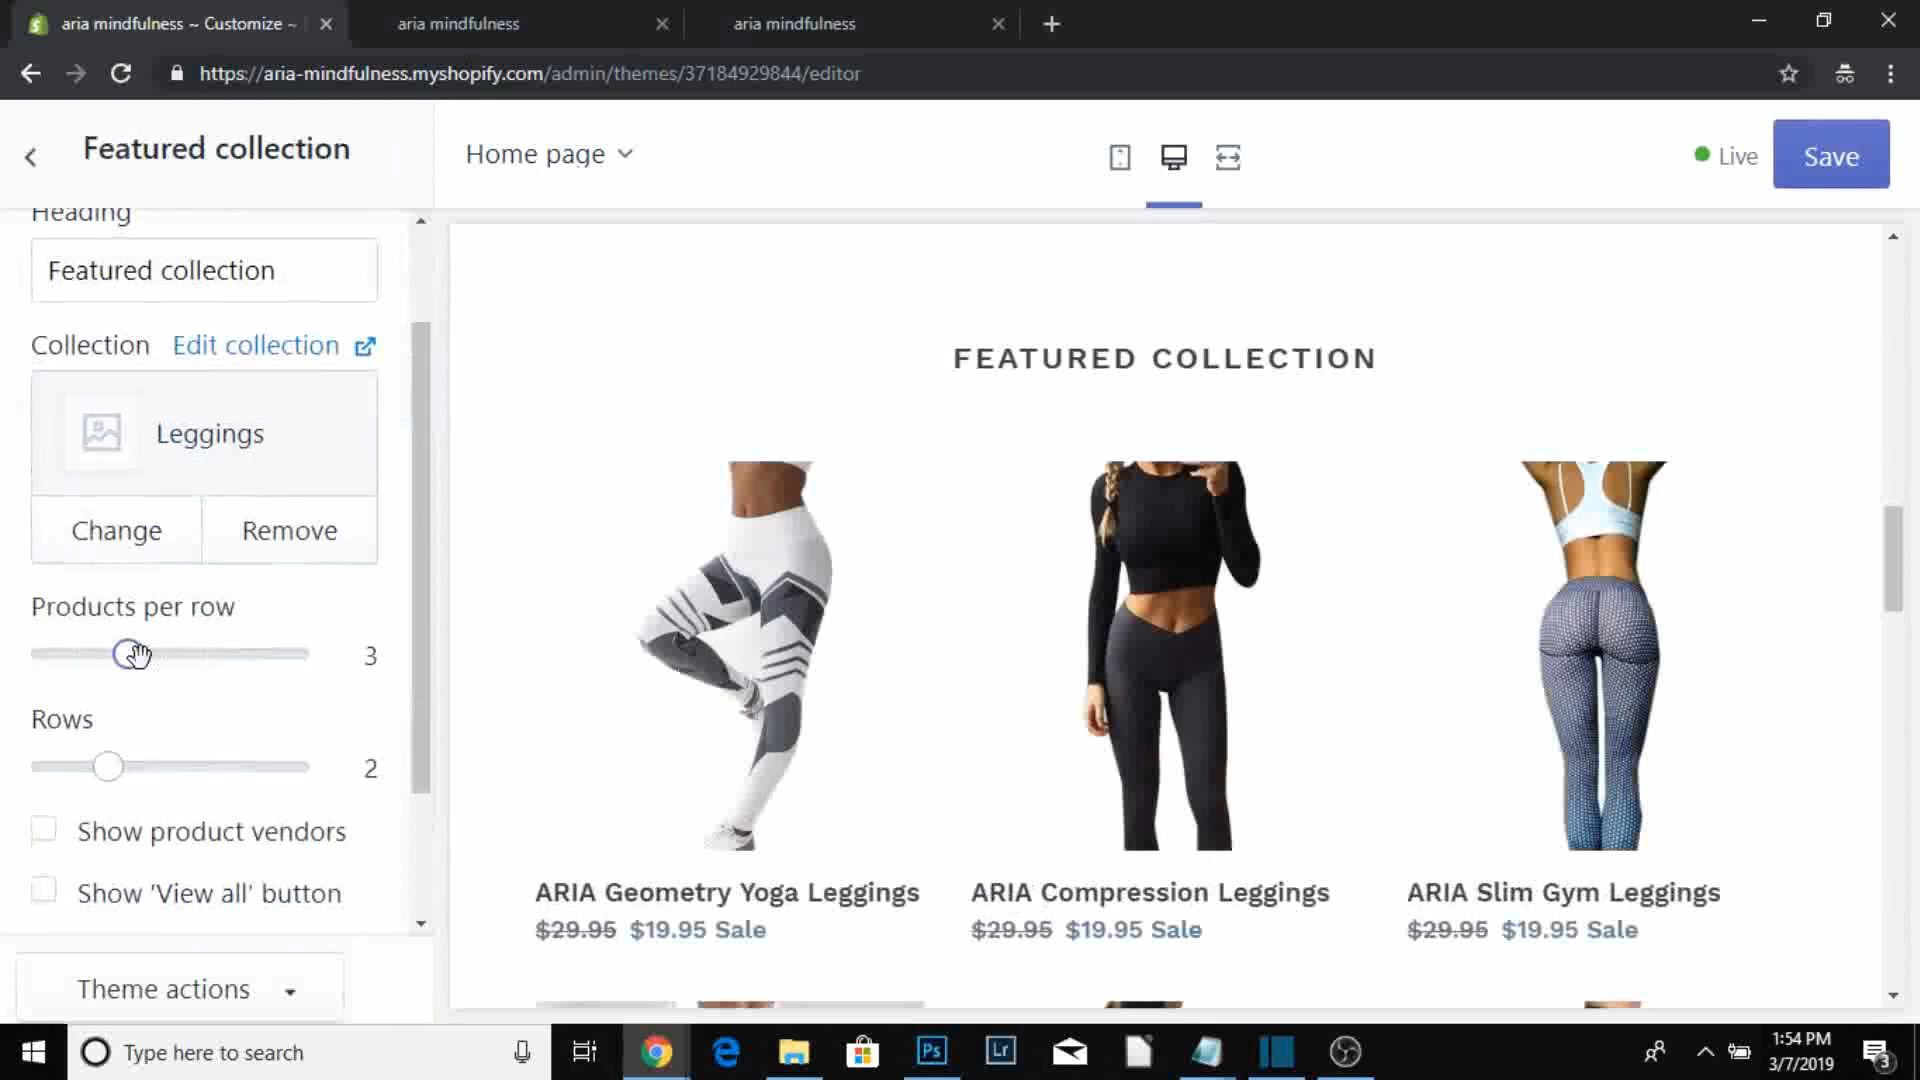 aria mindfulness ~ Customize ~
aria mindfulness
aria mindfulness
https://aria-mindfulness.myshopify.com/admin/themes/37184929844/editor
Featured collection
Home page
Live
Save
Heading
Featured collection
Collection Edit collection
Leggings
Change
Remove
Products per row
3
Rows
2
Show product vendors
Show 'View all' button
Theme actions
FEATURED COLLECTION
ARIA Geometry Yoga Leggings
$29.95 $19.95 Sale
ARIA Compression Leggings
$29.95 $19.95 Sale
ARIA Slim Gym Leggings
$29.95 $19.95 Sale
Type here to search
Ps
Lr
1:54 PM
3/7/2019
3